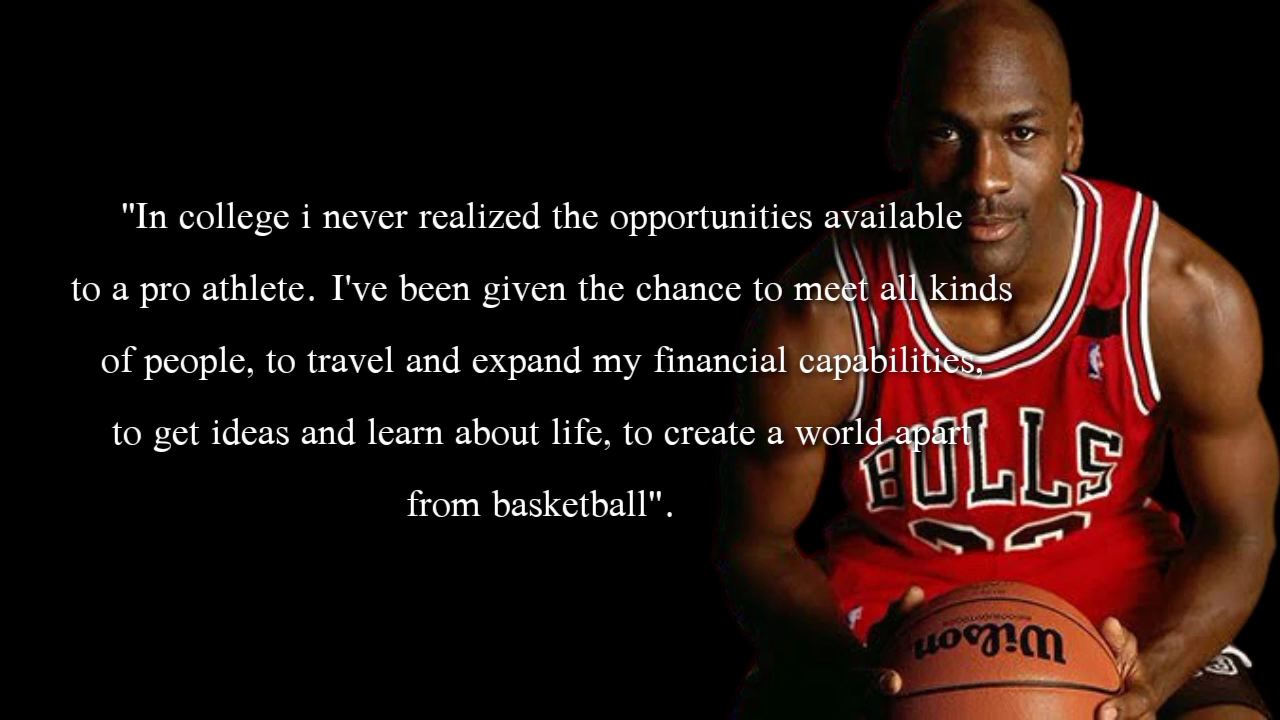 "In college i never realized the opportunities available
to a pro athlete. I've been given the chance to meet all kinds
of people, to travel and expand my financial capabilities,
to get ideas and learn about life, to create a world apart
from basketball".
BULLS
Wilson